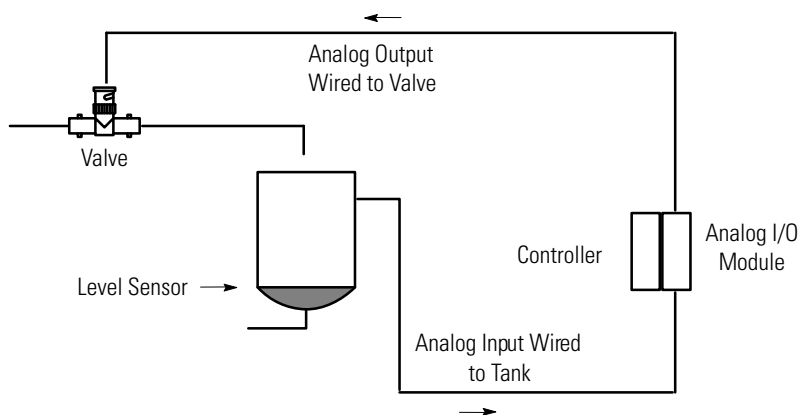 Analog Output
Wired to Valve
Valve
Controller
Analog I/O
Module
Level Sensor
Analog Input Wired
to Tank